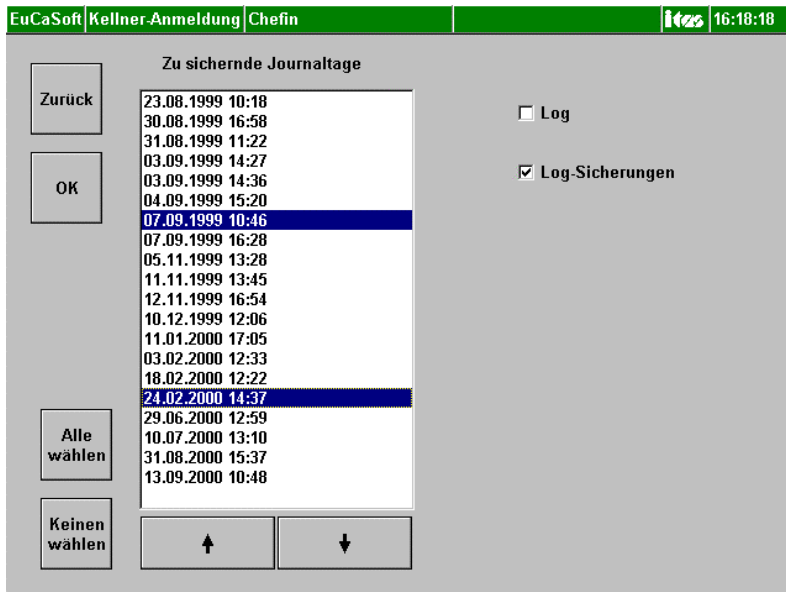 EuCaSoft Kellner-Anmeldung Chefin itos 16:18:18
Zu sichernde Journaltage
Zurück
OK
23.08.1999 10:18
30.08.1999 16:58
31.08.1999 11:22
03.09.1999 14:27
03.09.1999 14:36
04.09.1999 15:20
07.09.1999 10:46
07.09.1999 16:28
05.11.1999 13:28
11.11.1999 13:45
12.11.1999 16:54
10.12.1999 12:06
11.01.2000 17:05
03.02.2000 12:33
18.02.2000 12:22
24.02.2000 14:37
29.06.2000 12:59
10.07.2000 13:10
31.08.2000 15:37
13.09.2000 10:48
Log
Log-Sicherungen
Alle
wählen
Keinen
wählen